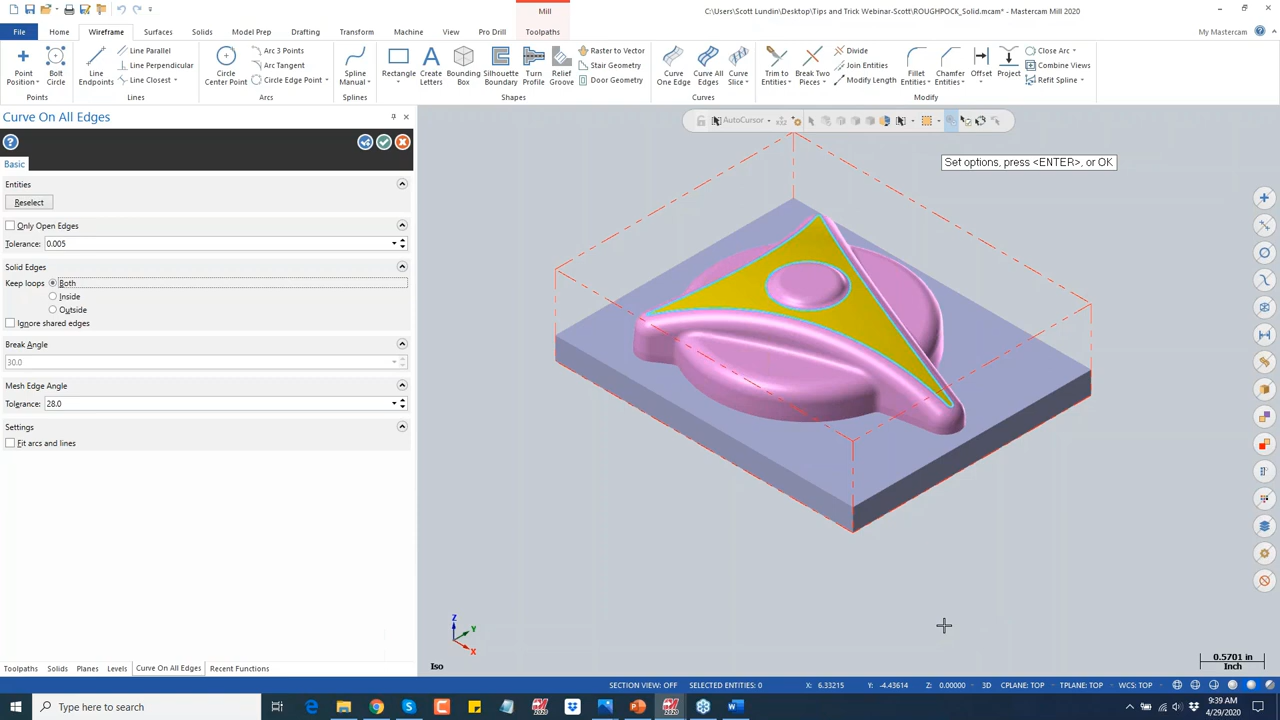 Mill
C:\Users\Scott Lundin\Desktop\Tips and Trick Webinar-Scott\ROUGHPOCK_Solid.mcam* - Mastercam Mill 2020
File Home Wireframe Surfaces Solids Model Prep Drafting Transform Machine View Pro Drill Toolpaths My Mastercam
Point Position
Bolt Circle
Points
Line Endpoints
Line Parallel
Line Perpendicular
Line Closest
Lines
Circle Center Point
Arc 3 Points
Arc Tangent
Circle Edge Point
Arcs
Spline Manual
Splines
Rectangle
Create Letters
Bounding Box
Silhouette Boundary
Turn Profile
Relief Groove
Raster to Vector
Stair Geometry
Door Geometry
Shapes
Curve One Edge
Curve All Edges
Curve Slice
Curves
Trim to Entities
Break Two Pieces
Divide
Join Entities
Modify Length
Fillet Entities
Chamfer Entities
Offset
Project
Close Arc
Combine Views
Refit Spline
Modify
Curve On All Edges
Basic
Entities
Reselect
Only Open Edges
Tolerance: 0.005
Solid Edges
Keep loops: Both
Inside
Outside
Ignore shared edges
Break Angle
30.0
Mesh Edge Angle
Tolerance: 28.0
Settings
Fit arcs and lines
AutoCursor
Set options, press <ENTER>, or OK
Z
Y
X
Iso
0.5701 in
Inch
Toolpaths Solids Planes Levels Curve On All Edges Recent Functions
SECTION VIEW: OFF SELECTED ENTITIES: 0 X: 6.33215 Y: -4.43614 Z: 0.00000 3D CPLANE: TOP TPLANE: TOP WCS: TOP
Type here to search
9:39 AM
4/29/2020